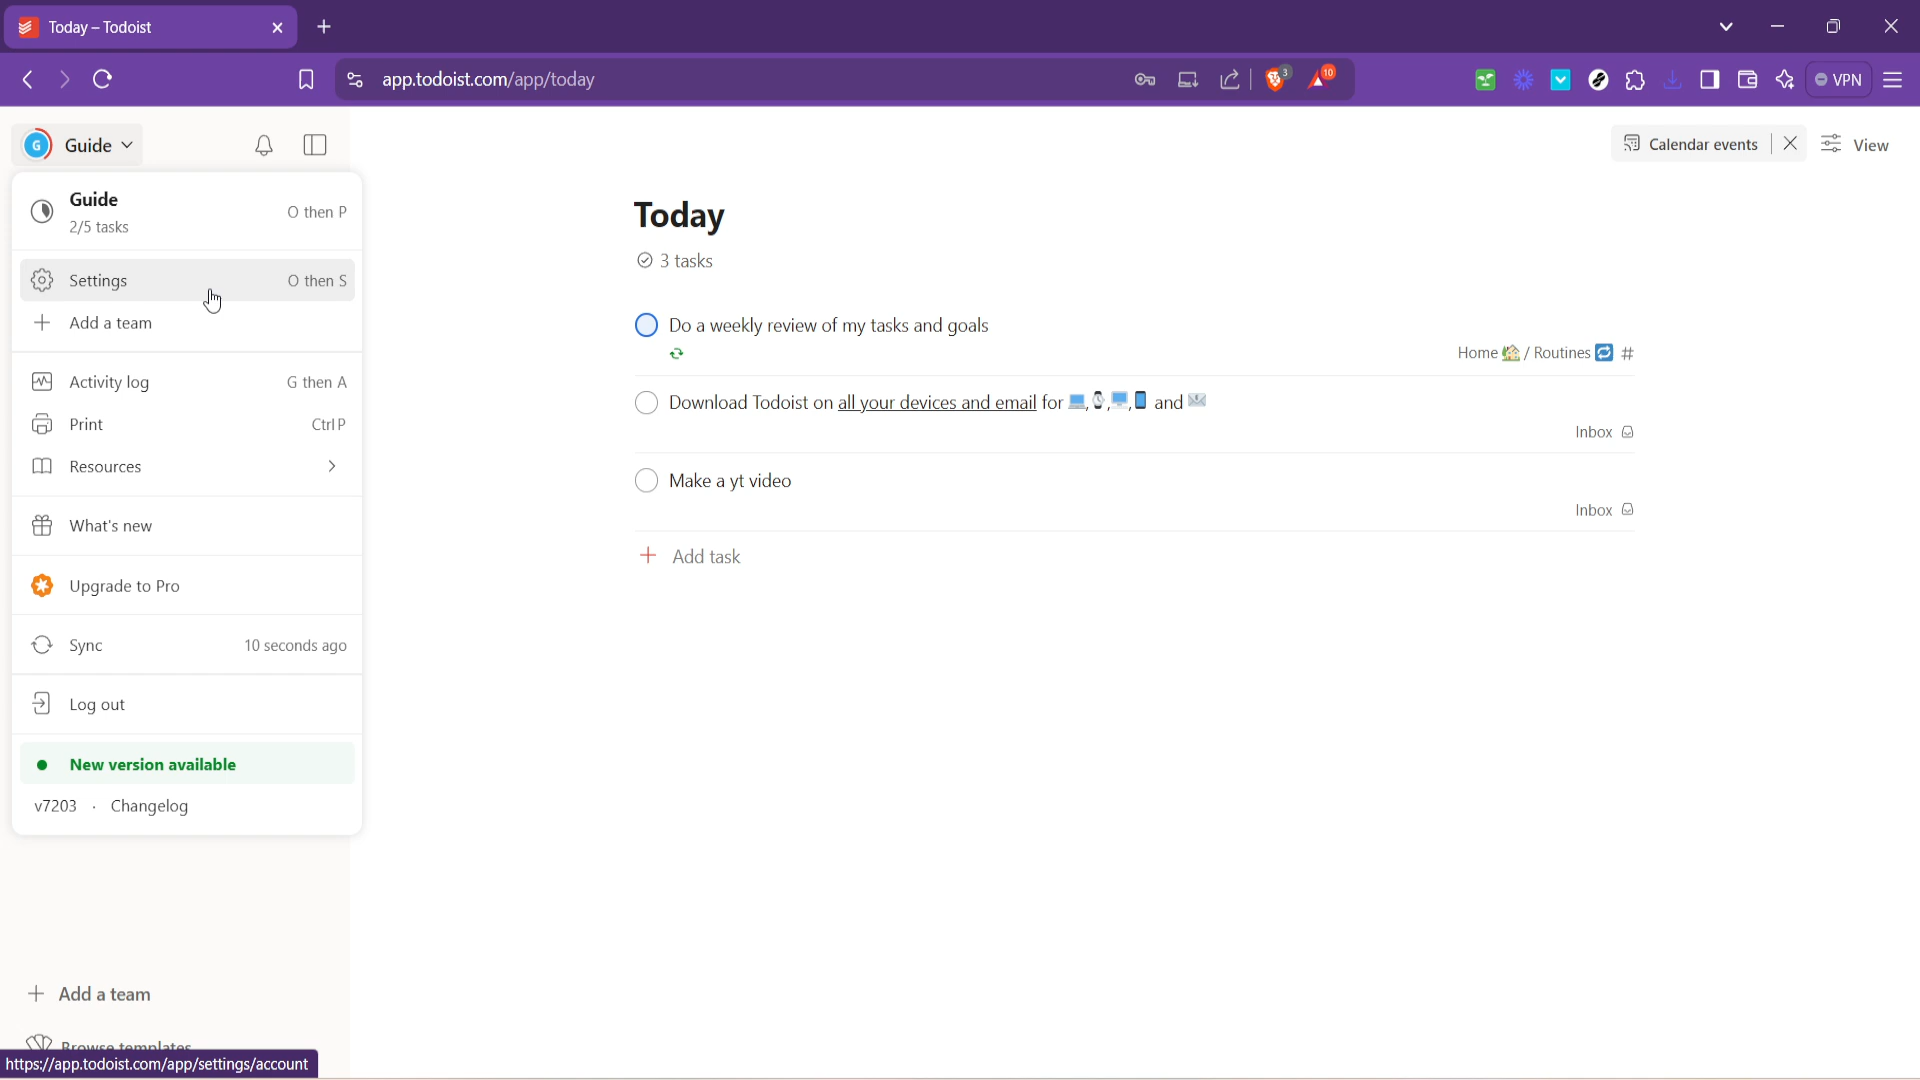 Today – Todoist
app.todoist.com/app/today
3
10
VPN
G Guide
Calendar events
View
Guide
2/5 tasks
O then P
Settings O then S
Add a team
Activity log G then A
Print Ctrl P
Resources
What's new
Upgrade to Pro
Sync 10 seconds ago
Log out
New version available
v7203 · Changelog
Add a team
Browse templates
https://app.todoist.com/app/settings/account
Today
3 tasks
Do a weekly review of my tasks and goals
Home 🏡 / Routines 🔁 #
Download Todoist on all your devices and email for 💻,⌚,🖥,📱 and 📨
Inbox
Make a yt video
Inbox
+ Add task